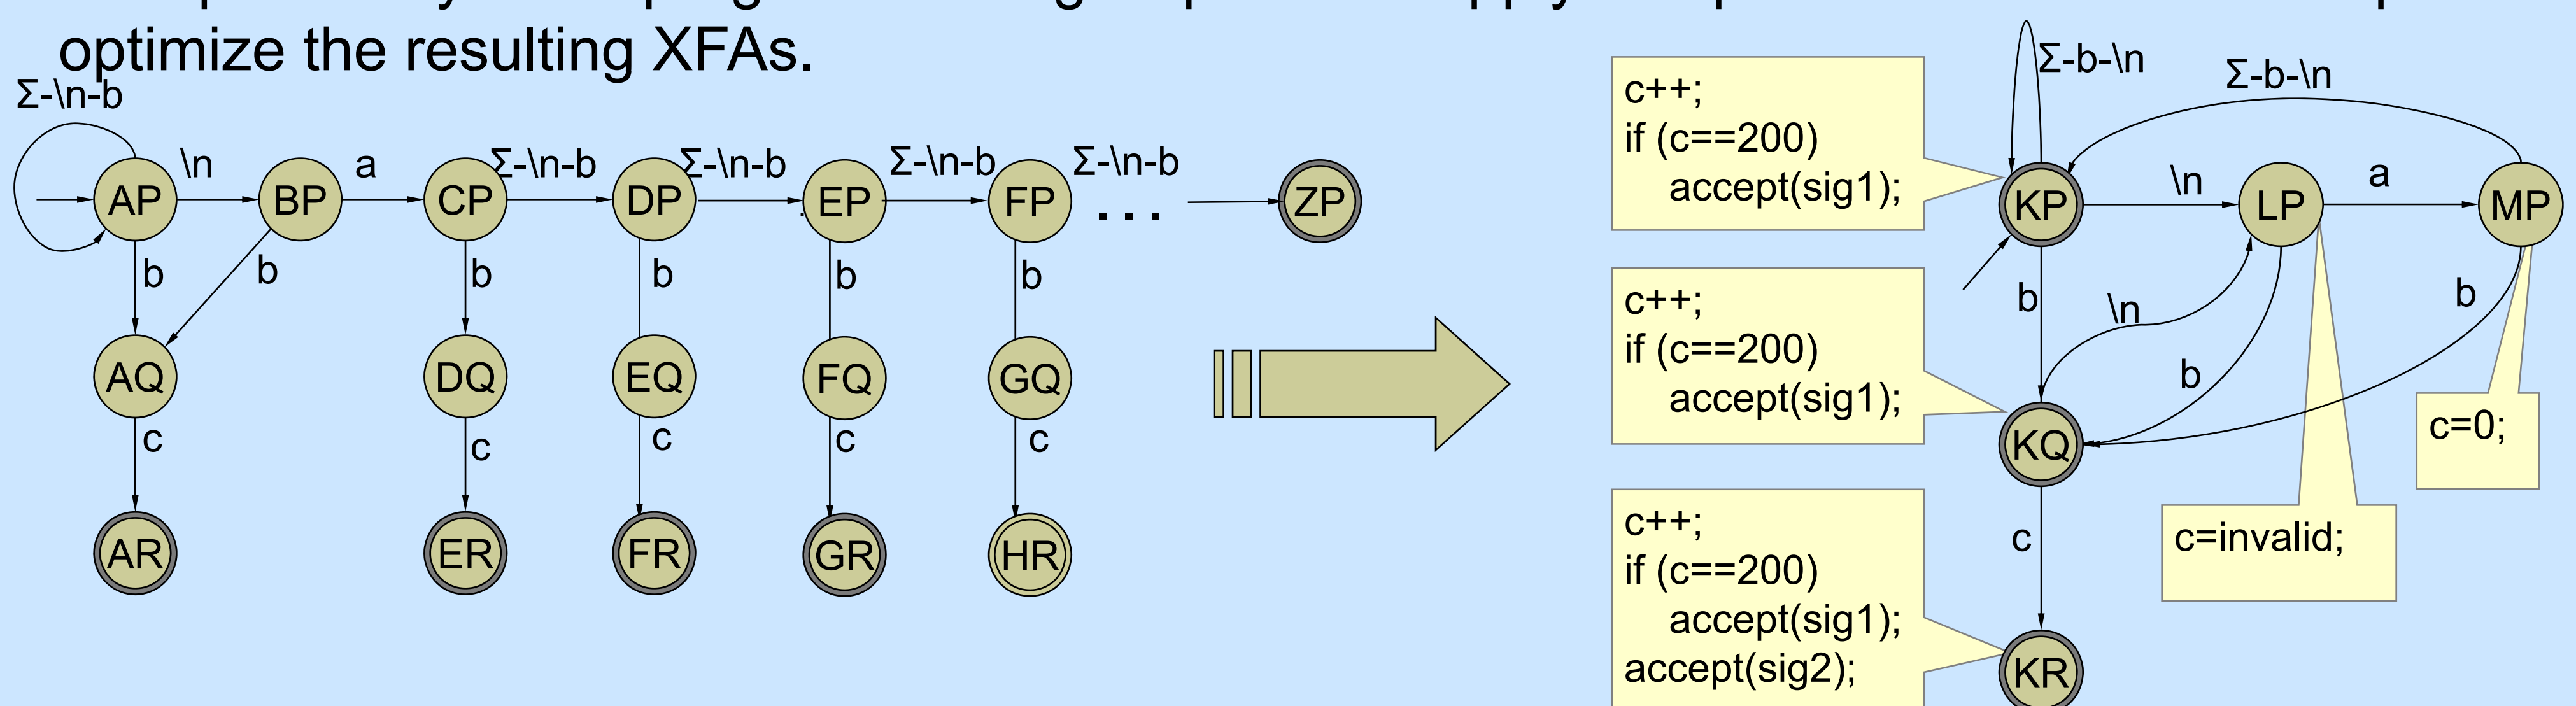 optimize the resulting XFAs.
Σ-\n-b
\n
a
Σ-\n-b
Σ-\n-b
Σ-\n-b
Σ-\n-b
AP
BP
CP
DP
EP
FP
...
ZP
b
b
b
b
b
b
AQ
DQ
EQ
FQ
GQ
c
c
c
c
c
AR
ER
FR
GR
HR
c++;
if (c==200)
accept(sig1);
c++;
if (c==200)
accept(sig1);
c++;
if (c==200)
accept(sig1);
accept(sig2);
Σ-b-\n
Σ-b-\n
KP
\n
LP
a
MP
b
\n
b
b
KQ
c
KR
c=invalid;
c=0;